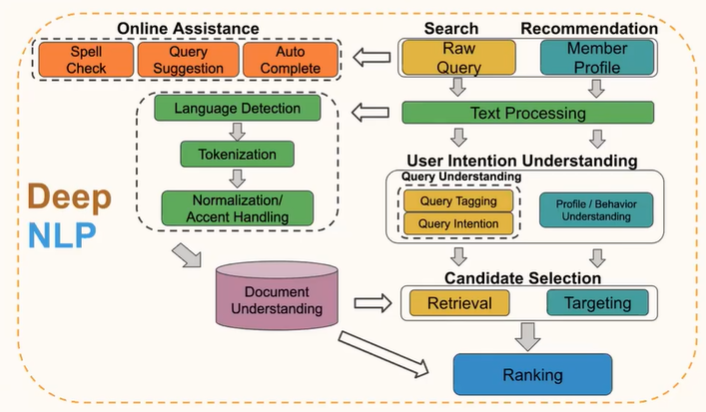 Online Assistance
Search
Recommendation
Spell
Check
Query
Suggestion
Auto
Complete
Raw
Query
Member
Profile
Language Detection
Text Processing
Tokenization
Normalization/
Accent Handling
User Intention Understanding
Query Understanding
Query Tagging
Query Intention
Profile / Behavior
Understanding
Deep
NLP
Document
Understanding
Candidate Selection
Retrieval
Targeting
Ranking